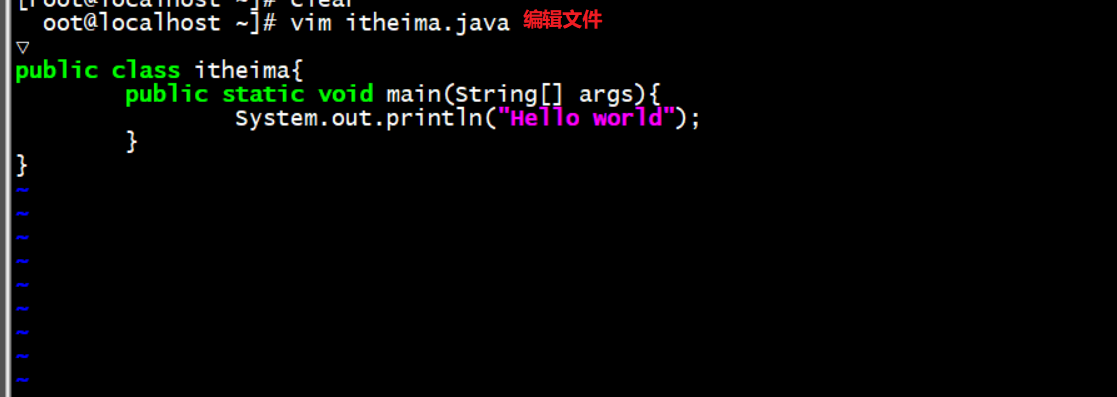 [root@localhost ~]# clear
oot@localhost ~]# vim itheima.java 编辑文件
▽
public class itheima{
        public static void main(String[] args){
                System.out.println("Hello world");
        }
}
~
~
~
~
~
~
~
~
~